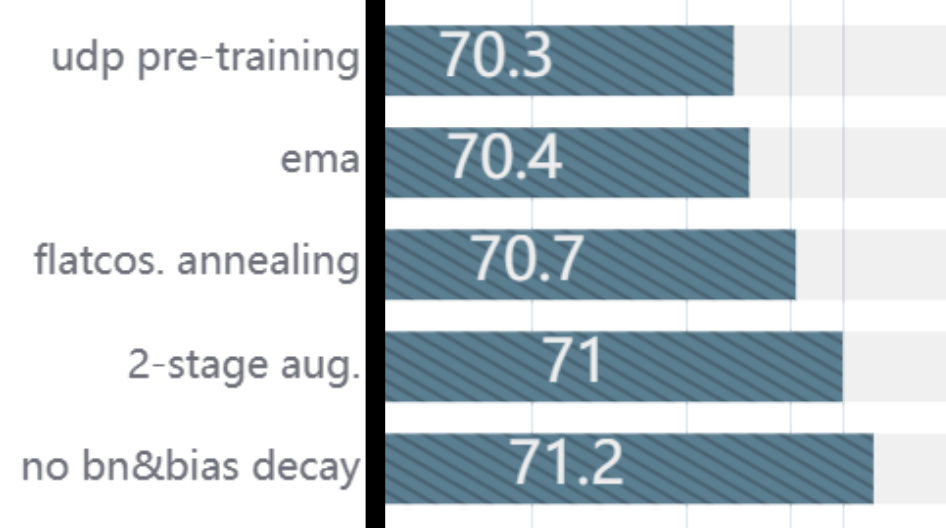 udp pre-training 70.3
ema 70.4
flatcos. annealing 70.7
2-stage aug. 71
no bn&bias decay 71.2